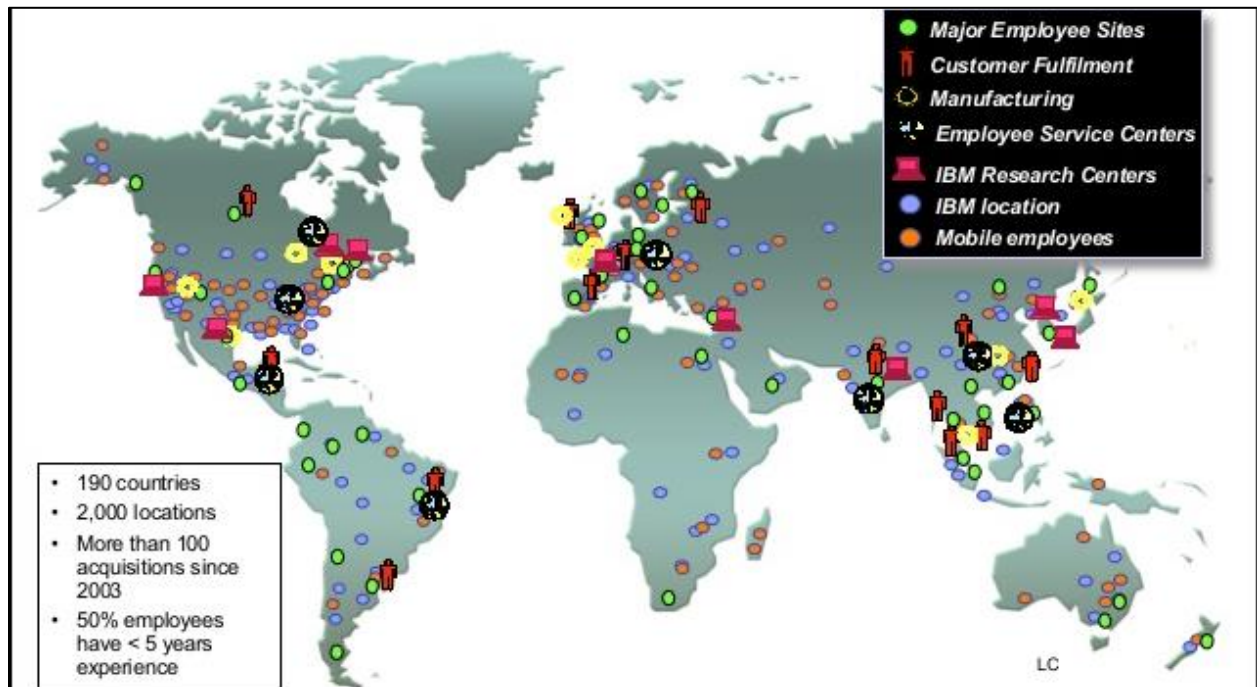 Major Employee Sites
Customer Fulfilment
Manufacturing
Employee Service Centers
IBM Research Centers
IBM location
Mobile employees
• 190 countries
• 2,000 locations
• More than 100
acquisitions since
2003
• 50% employees
have < 5 years
experience
LC